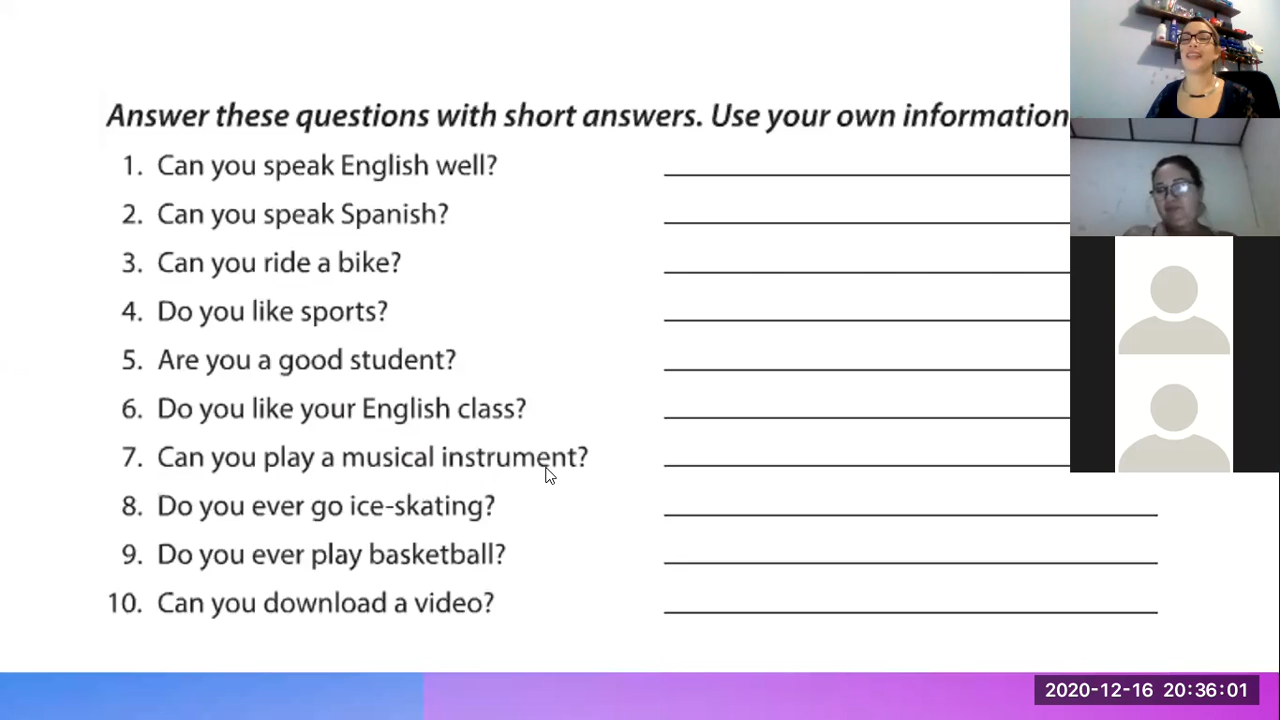 Answer these questions with short answers. Use your own information
1. Can you speak English well?
2. Can you speak Spanish?
3. Can you ride a bike?
4. Do you like sports?
5. Are you a good student?
6. Do you like your English class?
7. Can you play a musical instrument?
8. Do you ever go ice-skating?
9. Do you ever play basketball?
10. Can you download a video?
2020-12-16 20:36:01